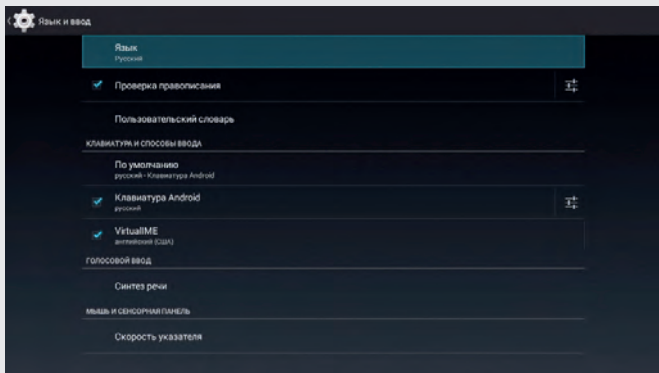 Язык и ввод
Язык
Русский
Проверка правописания
Пользовательский словарь
КЛАВИАТУРА И СПОСОБЫ ВВОДА
По умолчанию
русский - Клавиатура Android
Клавиатура Android
русский
VirtualIME
английский (США)
ГОЛОСОВОЙ ВВОД
Синтез речи
МЫШЬ И СЕНСОРНАЯ ПАНЕЛЬ
Скорость указателя